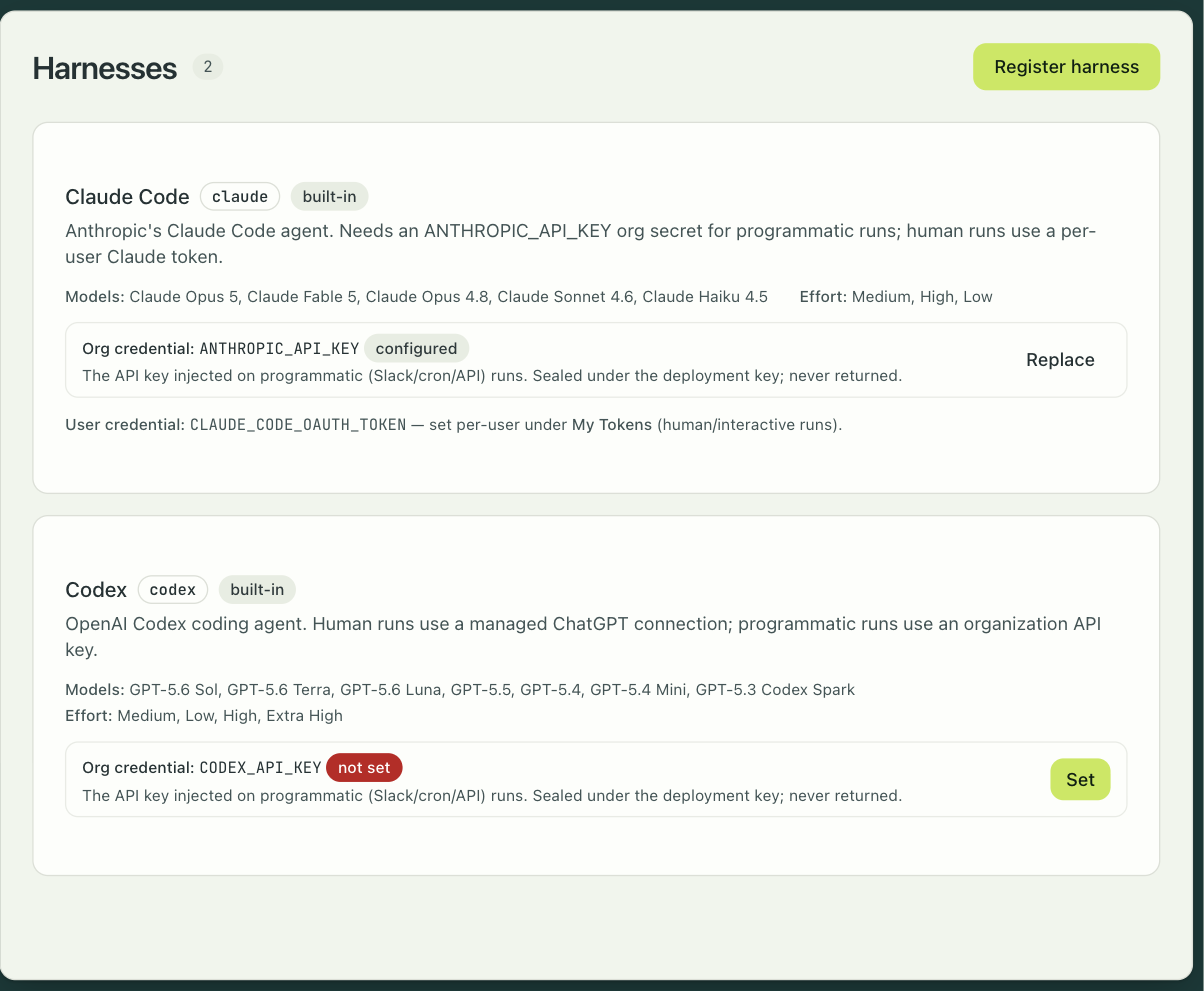 Harnesses 2 Register harness
Claude Code claude built-in
Anthropic's Claude Code agent. Needs an ANTHROPIC_API_KEY org secret for programmatic runs; human runs use a per-
user Claude token.
Models: Claude Opus 5, Claude Fable 5, Claude Opus 4.8, Claude Sonnet 4.6, Claude Haiku 4.5 Effort: Medium, High, Low
Org credential: ANTHROPIC_API_KEY configured
The API key injected on programmatic (Slack/cron/API) runs. Sealed under the deployment key; never returned.
Replace
User credential: CLAUDE_CODE_OAUTH_TOKEN — set per-user under My Tokens (human/interactive runs).
Codex codex built-in
OpenAI Codex coding agent. Human runs use a managed ChatGPT connection; programmatic runs use an organization API
key.
Models: GPT-5.6 Sol, GPT-5.6 Terra, GPT-5.6 Luna, GPT-5.5, GPT-5.4, GPT-5.4 Mini, GPT-5.3 Codex Spark
Effort: Medium, Low, High, Extra High
Org credential: CODEX_API_KEY not set
The API key injected on programmatic (Slack/cron/API) runs. Sealed under the deployment key; never returned.
Set